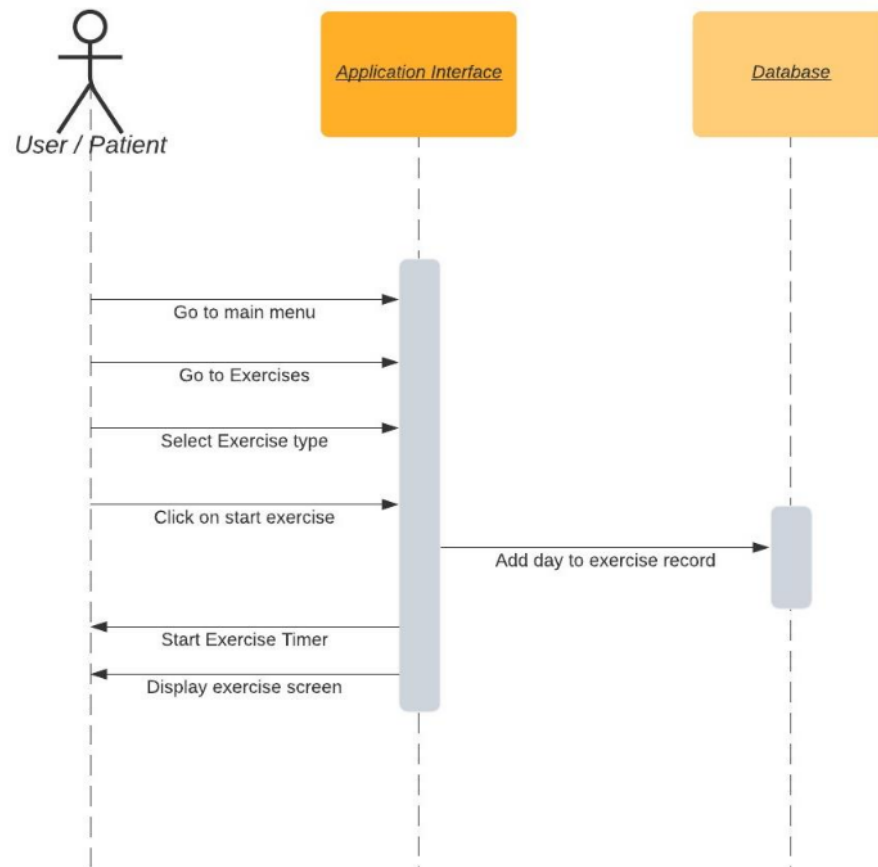 User / Patient
Application Interface
Database
Go to main menu
Go to Exercises
Select Exercise type
Click on start exercise
Add day to exercise record
Start Exercise Timer
Display exercise screen